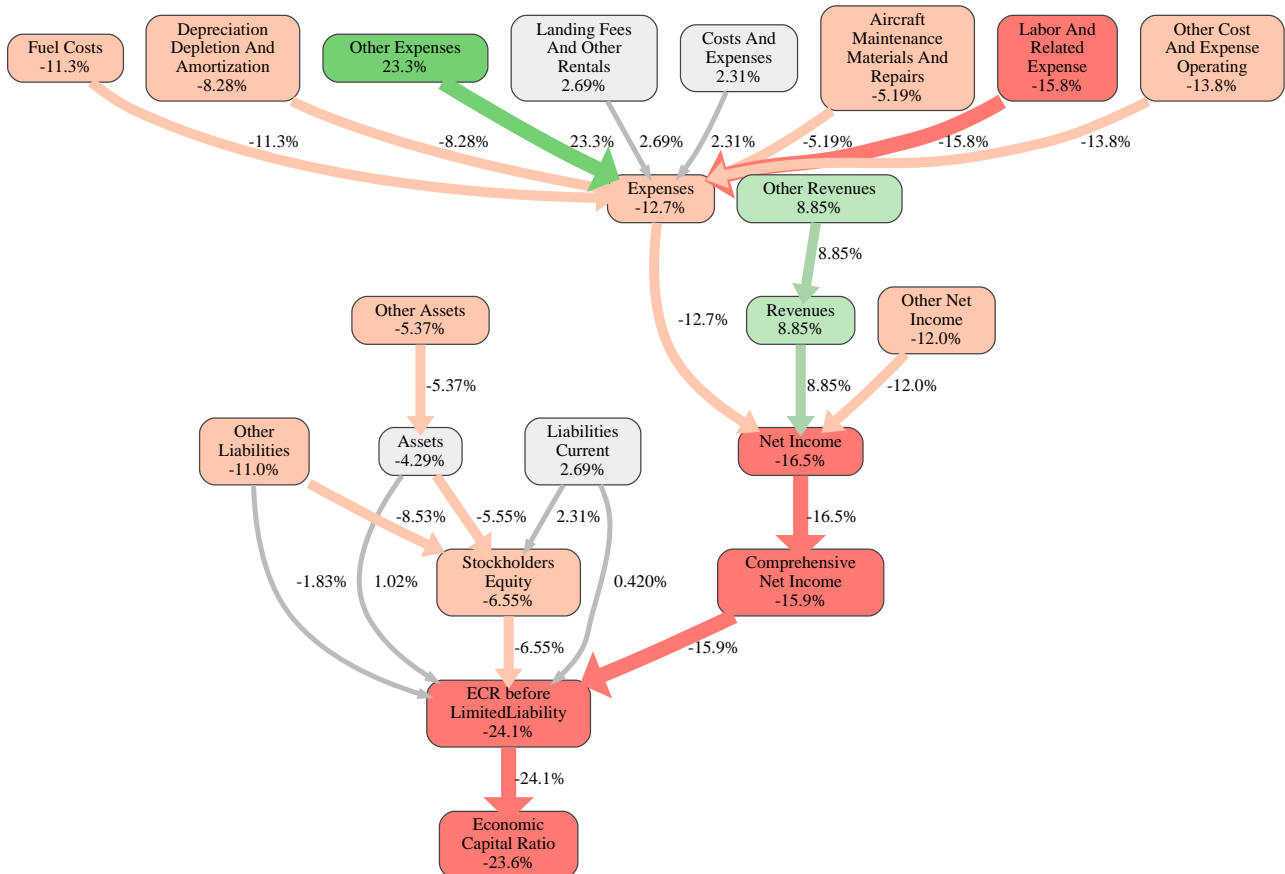 Fuel Costs
-11.3%
Depreciation
Depletion And
Amortization
-8.28%
Other Expenses
23.3%
Landing Fees
And Other
Rentals
2.69%
Costs And
Expenses
2.31%
Aircraft
Maintenance
Materials And
Repairs
-5.19%
Labor And
Related
Expense
-15.8%
Other Cost
And Expense
Operating
-13.8%
-11.3%
-8.28%
23.3%
2.69%
2.31%
-5.19%
-15.8%
-13.8%
Expenses
-12.7%
Other Revenues
8.85%
8.85%
Other Assets
-5.37%
-12.7%
Revenues
8.85%
Other Net
Income
-12.0%
-5.37%
8.85%
-12.0%
Other
Liabilities
-11.0%
Assets
-4.29%
Liabilities
Current
2.69%
Net Income
-16.5%
-8.53%
-5.55%
2.31%
-16.5%
-1.83%
1.02%
Stockholders
Equity
-6.55%
0.420%
Comprehensive
Net Income
-15.9%
-6.55%
-15.9%
ECR before
LimitedLiability
-24.1%
-24.1%
Economic
Capital Ratio
-23.6%